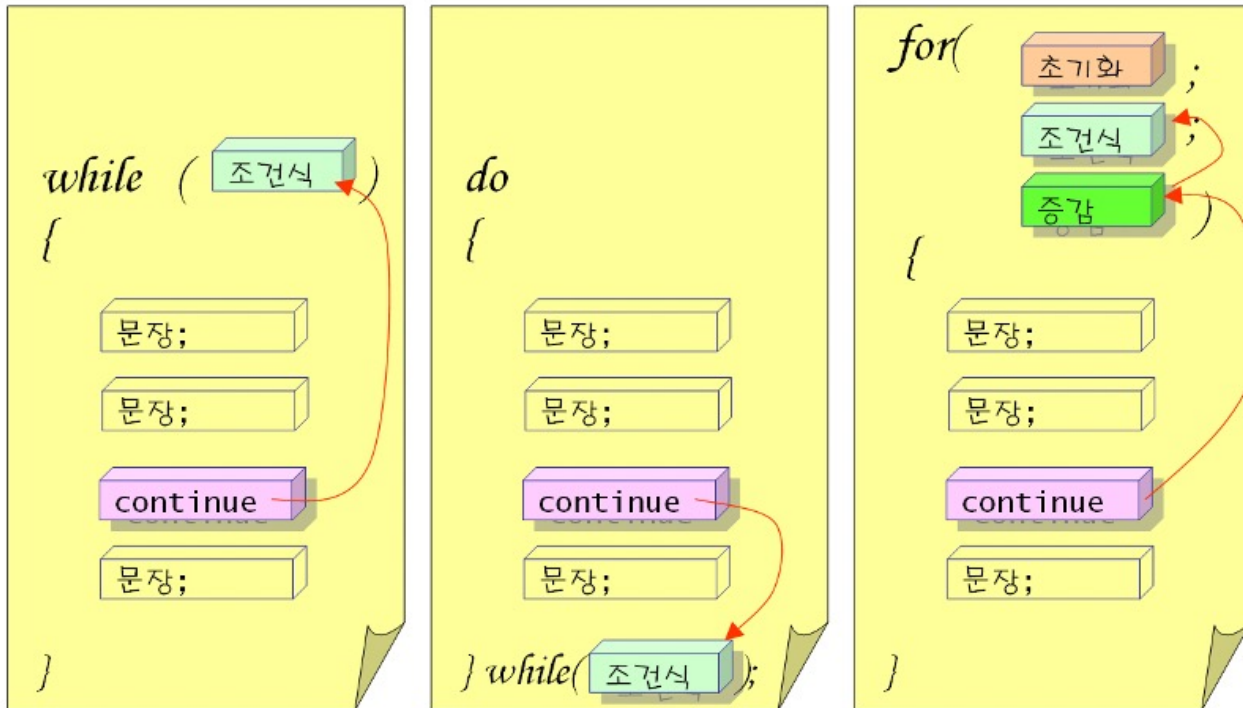 while ( 조건식 )
{
문장;
문장;
continue
문장;
}
do
{
문장;
문장;
continue
문장;
} while( 조건식 );
for( 초기화 ;
조건식 ;
증감 )
{
문장;
문장;
continue
문장;
}